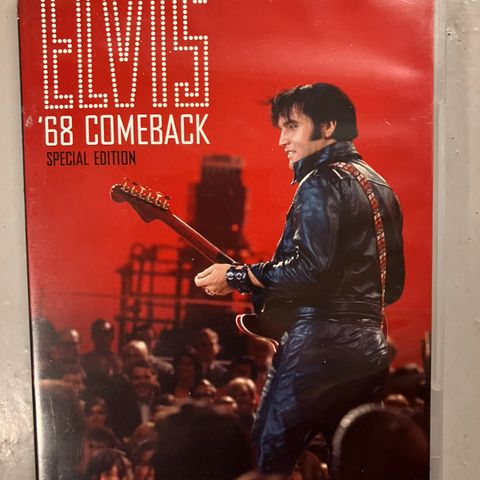 ELVIS
'68 COMEBACK
SPECIAL EDITION